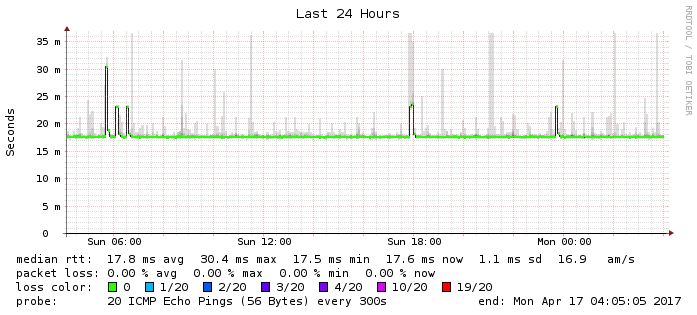 Last 24 Hours
RRDTOOL / TOBI OETIKER
Seconds
35 m
30 m
25 m
20 m
15 m
10 m
5 m
0
Sun 06:00 Sun 12:00 Sun 18:00 Mon 00:00
median rtt: 17.8 ms avg 30.4 ms max 17.5 ms min 17.6 ms now 1.1 ms sd 16.9 am/s
packet loss: 0.00 % avg 0.00 % max 0.00 % min 0.00 % now
loss color: 0 1/20 2/20 3/20 4/20 10/20 19/20
probe: 20 ICMP Echo Pings (56 Bytes) every 300s end: Mon Apr 17 04:05:05 2017